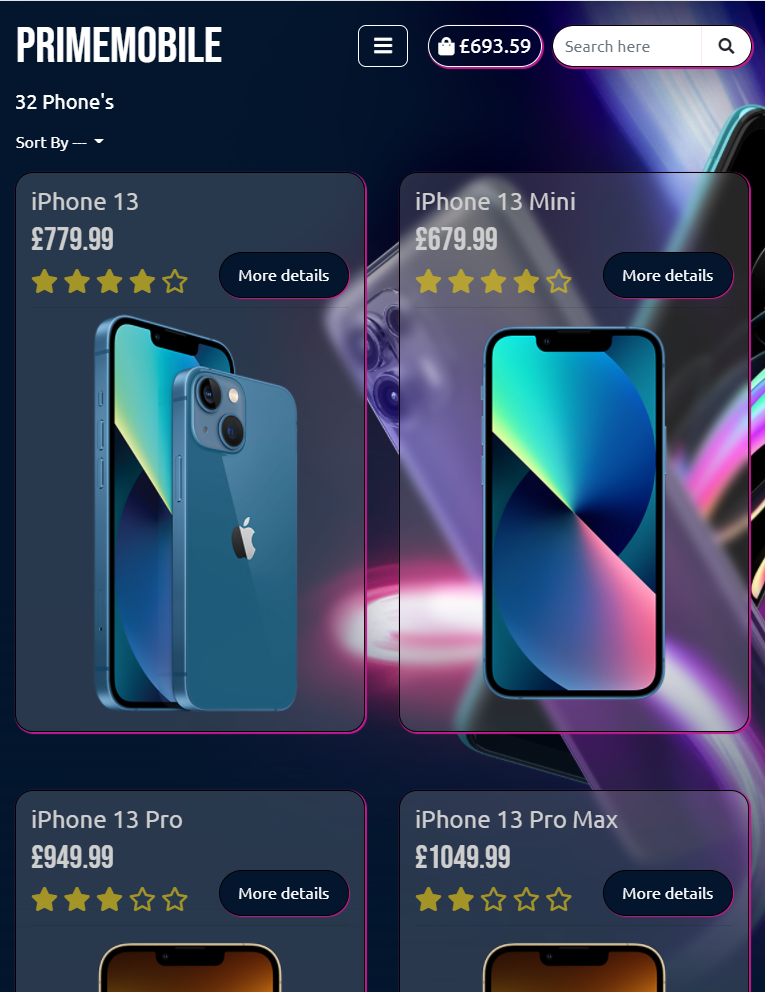 PRIMEMOBILE
£693.59
Search here
32 Phone's
Sort By ---
iPhone 13
£779.99
More details
iPhone 13 Mini
£679.99
More details
iPhone 13 Pro
£949.99
More details
iPhone 13 Pro Max
£1049.99
More details